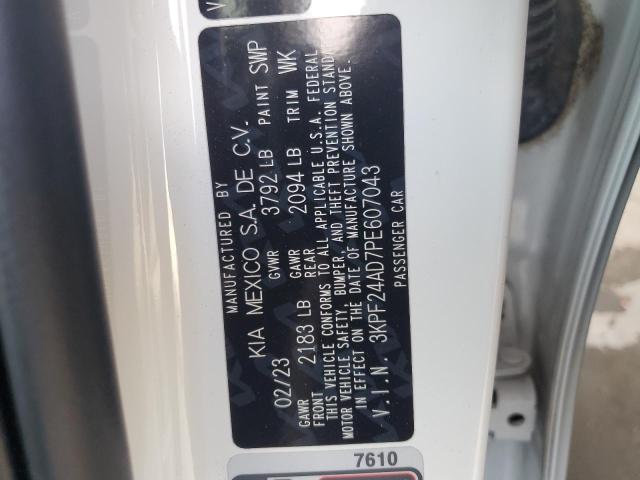 MANUFACTURED BY
KIA MEXICO S.A. DE C.V.
02/23 GVWR 3792 LB PAINT SWP
GAWR FRONT 2183 LB GAWR REAR 2094 LB TRIM WK
THIS VEHICLE CONFORMS TO ALL APPLICABLE U.S.A. FEDERAL
MOTOR VEHICLE SAFETY, BUMPER, AND THEFT PREVENTION STAND
IN EFFECT ON THE DATE OF MANUFACTURE SHOWN ABOVE.
V.I.N. 3KPF24AD7PE607043
PASSENGER CAR
7610